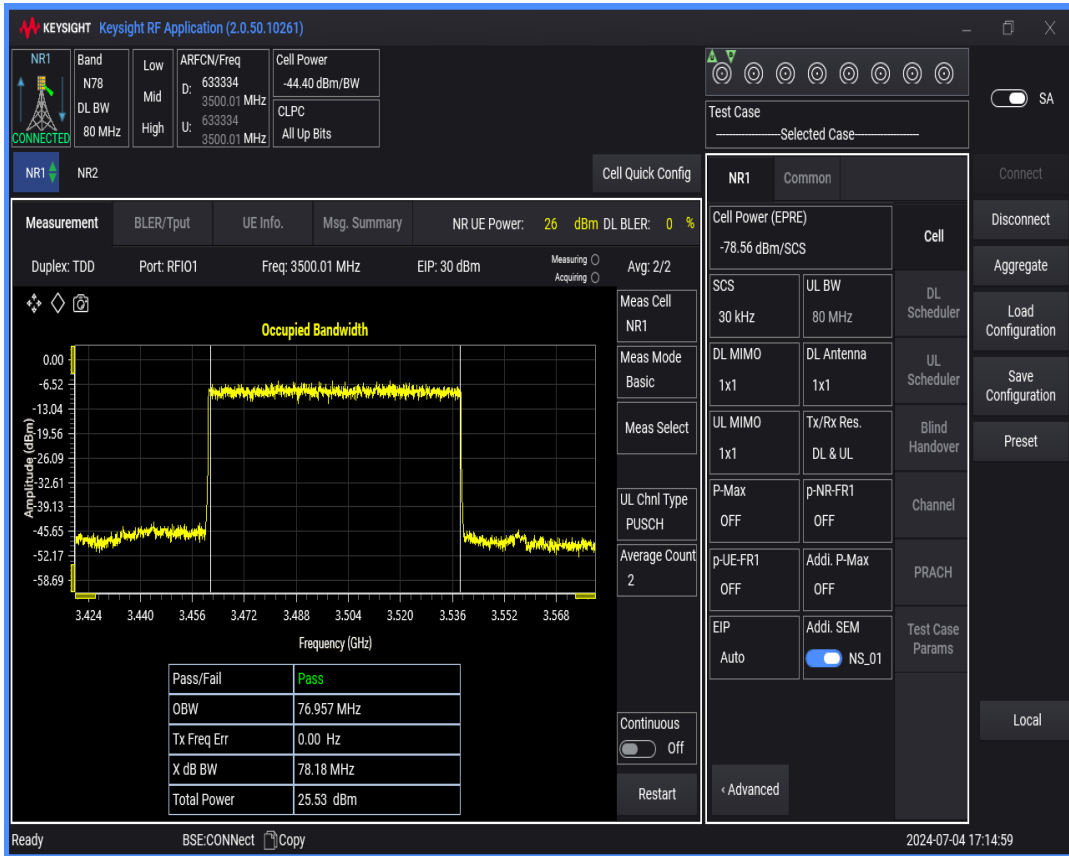 KEYSIGHT Keysight RF Application (2.0.50.10261)
NR1
CONNECTED
Band
N78
DL BW
80 MHz
Low
Mid
High
ARFCN/Freq
D: 633334
3500.01 MHz
U: 633334
3500.01 MHz
Cell Power
-44.40 dBm/BW
CLPC
All Up Bits
Test Case
--------------------Selected Case--------------------
SA
NR1
NR2
Cell Quick Config
Measurement
BLER/Tput
UE Info.
Msg. Summary
NR UE Power: 26 dBm DL BLER: 0 %
Duplex: TDD
Port: RFIO1
Freq: 3500.01 MHz
EIP: 30 dBm
Measuring
Acquiring
Avg: 2/2
Occupied Bandwidth
Amplitude (dBm)
0.00
-6.52
-13.04
-19.56
-26.09
-32.61
-39.13
-45.65
-52.17
-58.69
3.424 3.440 3.456 3.472 3.488 3.504 3.520 3.536 3.552 3.568
Frequency (GHz)
Pass/Fail Pass
OBW 76.957 MHz
Tx Freq Err 0.00 Hz
X dB BW 78.18 MHz
Total Power 25.53 dBm
Meas Cell
NR1
Meas Mode
Basic
Meas Select
UL Chnl Type
PUSCH
Average Count
2
Continuous
Off
Restart
NR1
Common
Cell Power (EPRE)
-78.56 dBm/SCS
SCS
30 kHz
UL BW
80 MHz
DL MIMO
1x1
DL Antenna
1x1
UL MIMO
1x1
Tx/Rx Res.
DL & UL
P-Max
OFF
p-NR-FR1
OFF
p-UE-FR1
OFF
Addi. P-Max
OFF
EIP
Auto
Addi. SEM
NS_01
‹ Advanced
Cell
DL
Scheduler
UL
Scheduler
Blind
Handover
Channel
PRACH
Test Case
Params
Connect
Disconnect
Aggregate
Load
Configuration
Save
Configuration
Preset
Local
Ready
BSE:CONNect
Copy
2024-07-04 17:14:59